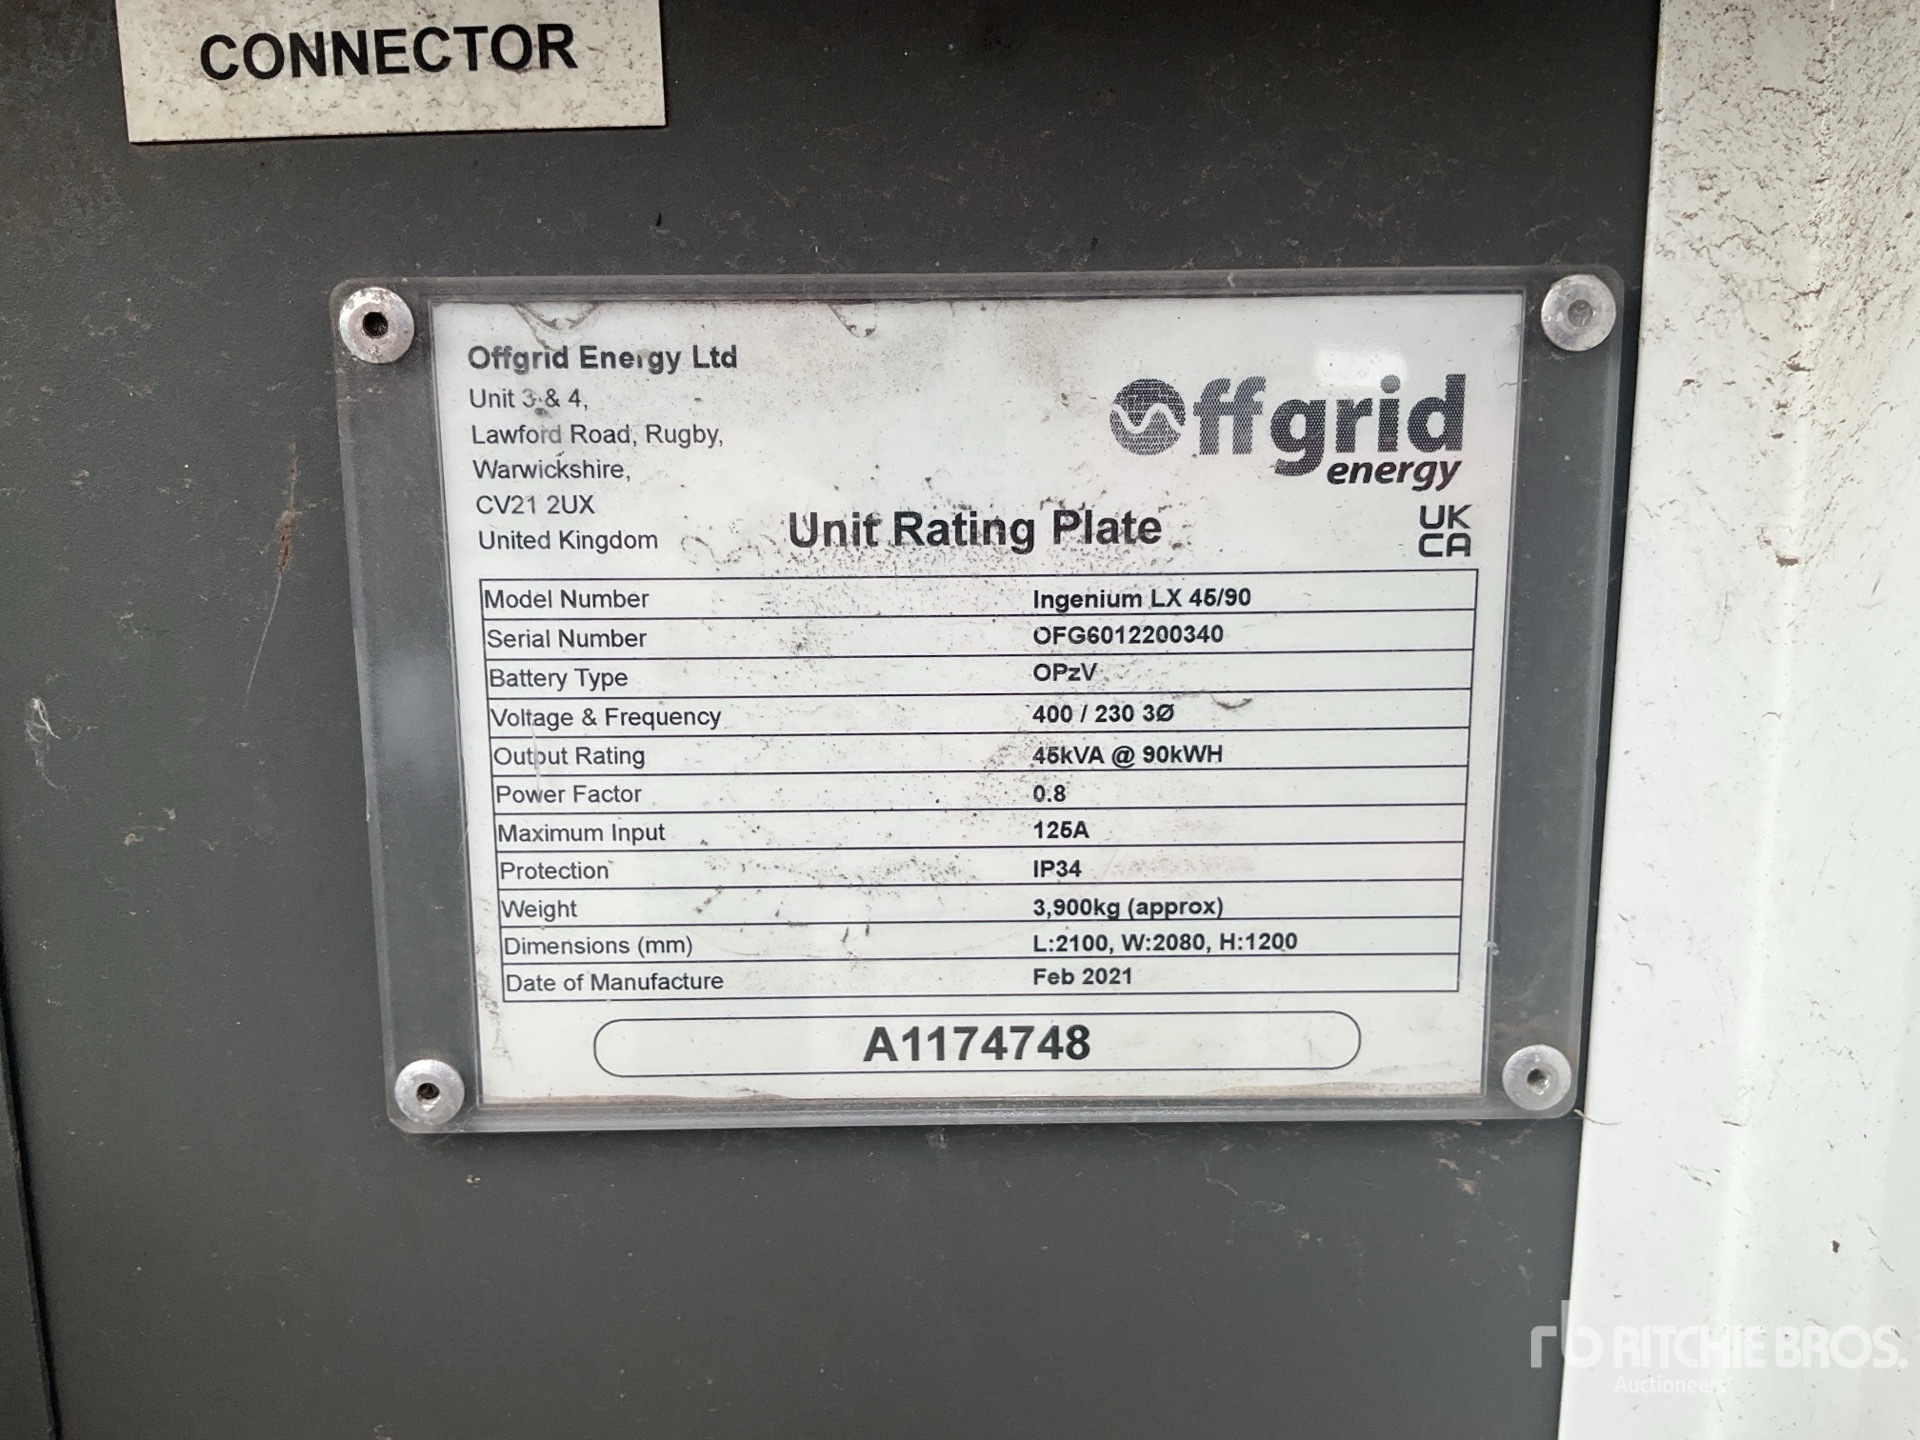 CONNECTOR
Offgrid Energy Ltd
Unit 3 & 4,
Lawford Road, Rugby,
Warwickshire,
CV21 2UX
United Kingdom
Offgrid
energy
Unit Rating Plate
UK
CA
Model Number Ingenium LX 45/90
Serial Number OFG6012200340
Battery Type OPzV
Voltage & Frequency 400 / 230 3Ø
Output Rating 45kVA @ 90kWH
Power Factor 0.8
Maximum Input 125A
Protection IP34
Weight 3,900kg (approx)
Dimensions (mm) L:2100, W:2080, H:1200
Date of Manufacture Feb 2021
A1174748
rb RITCHIE BROS.
Auctioneers